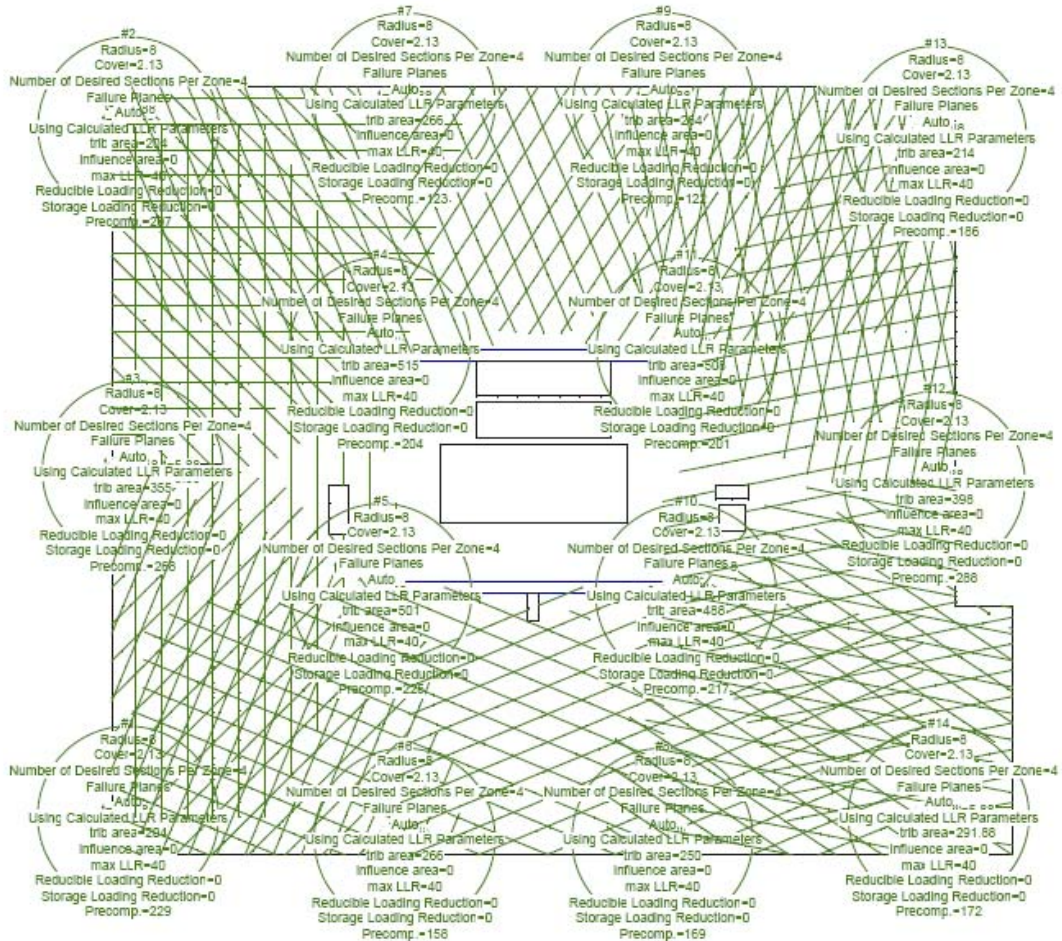 #2
Radius=8
Cover=2.13
Number of Desired Sections Per Zone=4
Failure Planes
Auto
Using Calculated LLR Parameters
trib area=204
Influence area=0
max LLR=40
Reducible Loading Reduction=0
Storage Loading Reduction=0
#7
Radius=8
Cover=2.13
Number of Desired Sections Per Zone=4
Failure Planes
Auto
Using Calculated LLR Parameters
trib area=266
Influence area=0
max LLR=40
Reducible Loading Reduction=0
Storage Loading Reduction=0
Precomp.=123
#9
Radius=8
Cover=2.13
Number of Desired Sections Per Zone=4
Failure Planes
Auto
Using Calculated LLR Parameters
trib area=264
Influence area=0
max LLR=40
Reducible Loading Reduction=0
Storage Loading Reduction=0
Precomp.=122
#13
Radius=8
Cover=2.13
Number of Desired Sections Per Zone=4
Failure Planes
Auto
Using Calculated LLR Parameters
trib area=214
Influence area=0
max LLR=40
Reducible Loading Reduction=0
Storage Loading Reduction=0
Precomp.=186
#4
Radius=8
Cover=2.13
Number of Desired Sections Per Zone=4
Failure Planes
Auto
Using Calculated LLR Parameters
trib area=515
Influence area=0
max LLR=40
Reducible Loading Reduction=0
Storage Loading Reduction=0
Precomp.=204
#11
Radius=8
Cover=2.13
Number of Desired Sections Per Zone=4
Failure Planes
Auto
Using Calculated LLR Parameters
trib area=508
Influence area=0
max LLR=40
Reducible Loading Reduction=0
Storage Loading Reduction=0
Precomp.=201
#3
Radius=8
Cover=2.13
Number of Desired Sections Per Zone=4
Failure Planes
Auto
Using Calculated LLR Parameters
trib area=355
Influence area=0
max LLR=40
Reducible Loading Reduction=0
Storage Loading Reduction=0
Precomp.=268
#12
Radius=8
Cover=2.13
Number of Desired Sections Per Zone=4
Failure Planes
Auto
Using Calculated LLR Parameters
trib area=398
Influence area=0
max LLR=40
Reducible Loading Reduction=0
Storage Loading Reduction=0
Precomp.=288
#5
Radius=8
Cover=2.13
Number of Desired Sections Per Zone=4
Failure Planes
Auto
Using Calculated LLR Parameters
trib area=501
Influence area=0
max LLR=40
Reducible Loading Reduction=0
Storage Loading Reduction=0
Precomp.=225
#10
Radius=8
Cover=2.13
Number of Desired Sections Per Zone=4
Failure Planes
Auto
Using Calculated LLR Parameters
trib area=488
Influence area=0
max LLR=40
Reducible Loading Reduction=0
Storage Loading Reduction=0
Precomp.=217
#1
Radius=8
Cover=2.13
Number of Desired Sections Per Zone=4
Failure Planes
Auto
Using Calculated LLR Parameters
trib area=294
Influence area=0
max LLR=40
Reducible Loading Reduction=0
Storage Loading Reduction=0
Precomp.=229
#6
Radius=8
Cover=2.13
Number of Desired Sections Per Zone=4
Failure Planes
Auto
Using Calculated LLR Parameters
trib area=266
Influence area=0
max LLR=40
Reducible Loading Reduction=0
Storage Loading Reduction=0
Precomp.=158
Radius=8
Cover=2.13
Number of Desired Sections Per Zone=4
Failure Planes
Auto
Using Calculated LLR Parameters
trib area=250
Influence area=0
max LLR=40
Reducible Loading Reduction=0
Storage Loading Reduction=0
Precomp.=169
#14
Radius=8
Cover=2.13
Number of Desired Sections Per Zone=4
Failure Planes
Auto
Using Calculated LLR Parameters
trib area=291.88
Influence area=0
max LLR=40
Reducible Loading Reduction=0
Storage Loading Reduction=0
Precomp.=172